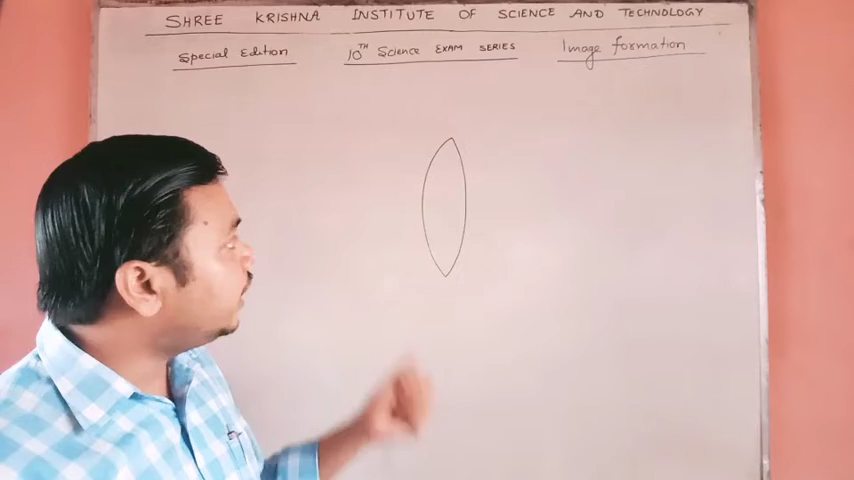 SHREE KRISHNA INSTITUTE OF SCIENCE AND TECHNOLOGY
Special Edition 10TH Science EXAM SERIES Image formation